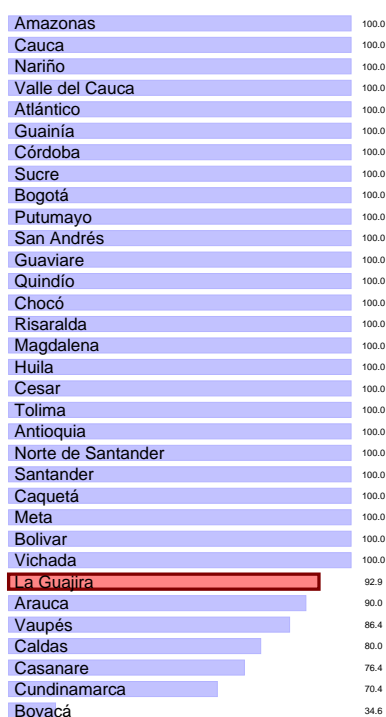 Amazonas 100.0
Cauca 100.0
Nariño 100.0
Valle del Cauca 100.0
Atlántico 100.0
Guainía 100.0
Córdoba 100.0
Sucre 100.0
Bogotá 100.0
Putumayo 100.0
San Andrés 100.0
Guaviare 100.0
Quindío 100.0
Chocó 100.0
Risaralda 100.0
Magdalena 100.0
Huila 100.0
Cesar 100.0
Tolima 100.0
Antioquia 100.0
Norte de Santander 100.0
Santander 100.0
Caquetá 100.0
Meta 100.0
Bolivar 100.0
Vichada 100.0
La Guajira 92.9
Arauca 90.0
Vaupés 86.4
Caldas 80.0
Casanare 76.4
Cundinamarca 70.4
Boyacá 34.6